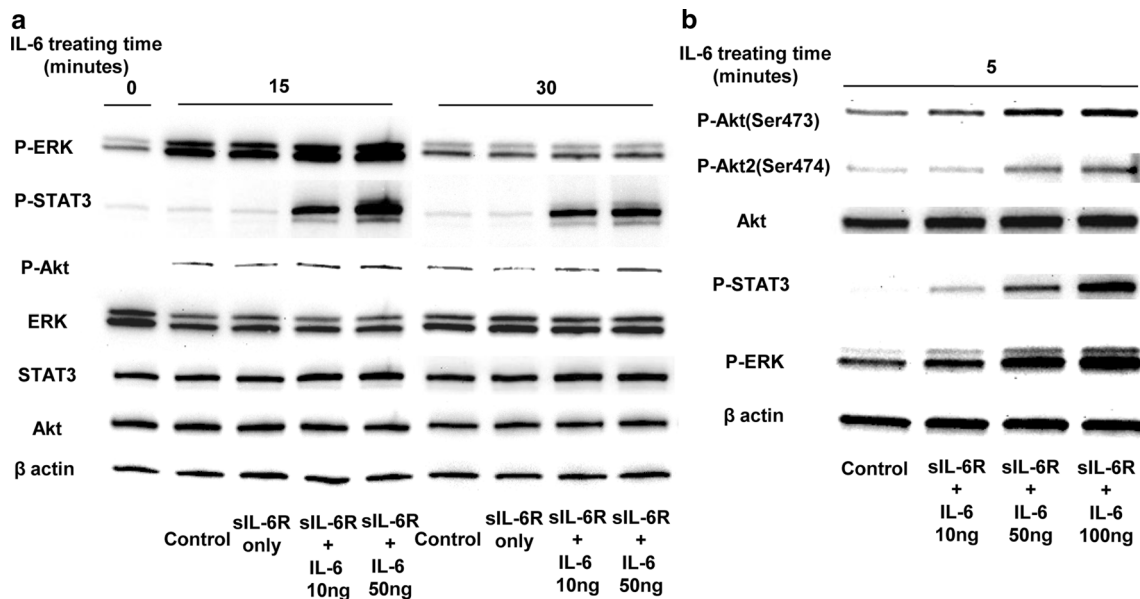 a
IL-6 treating time
(minutes)
0
15
30
P-ERK
P-STAT3
P-Akt
ERK
STAT3
Akt
β actin
Control
sIL-6R
only
sIL-6R
+
IL-6
10ng
sIL-6R
+
IL-6
50ng
Control
sIL-6R
only
sIL-6R
+
IL-6
10ng
sIL-6R
+
IL-6
50ng
b
IL-6 treating time
(minutes)
5
P-Akt(Ser473)
P-Akt2(Ser474)
Akt
P-STAT3
P-ERK
β actin
Control
sIL-6R
+
IL-6
10ng
sIL-6R
+
IL-6
50ng
sIL-6R
+
IL-6
100ng